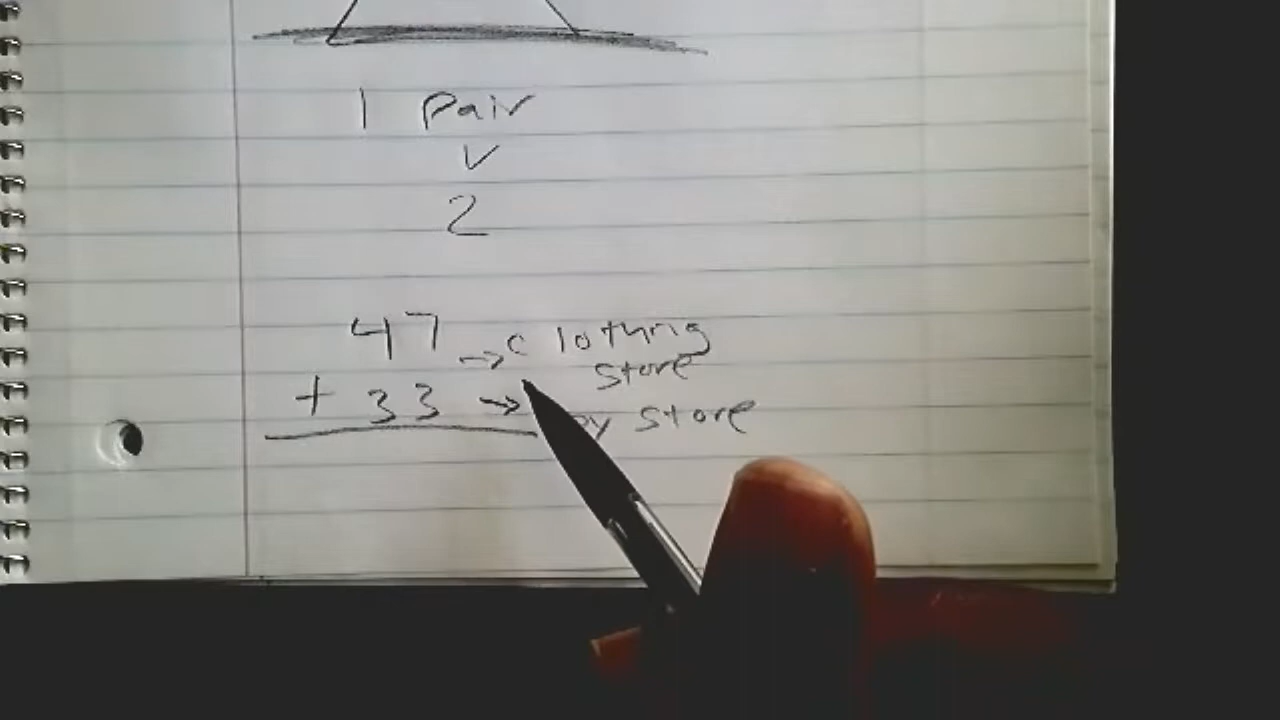 1 Pair
2
47 → clothing
store
+ 33 → store